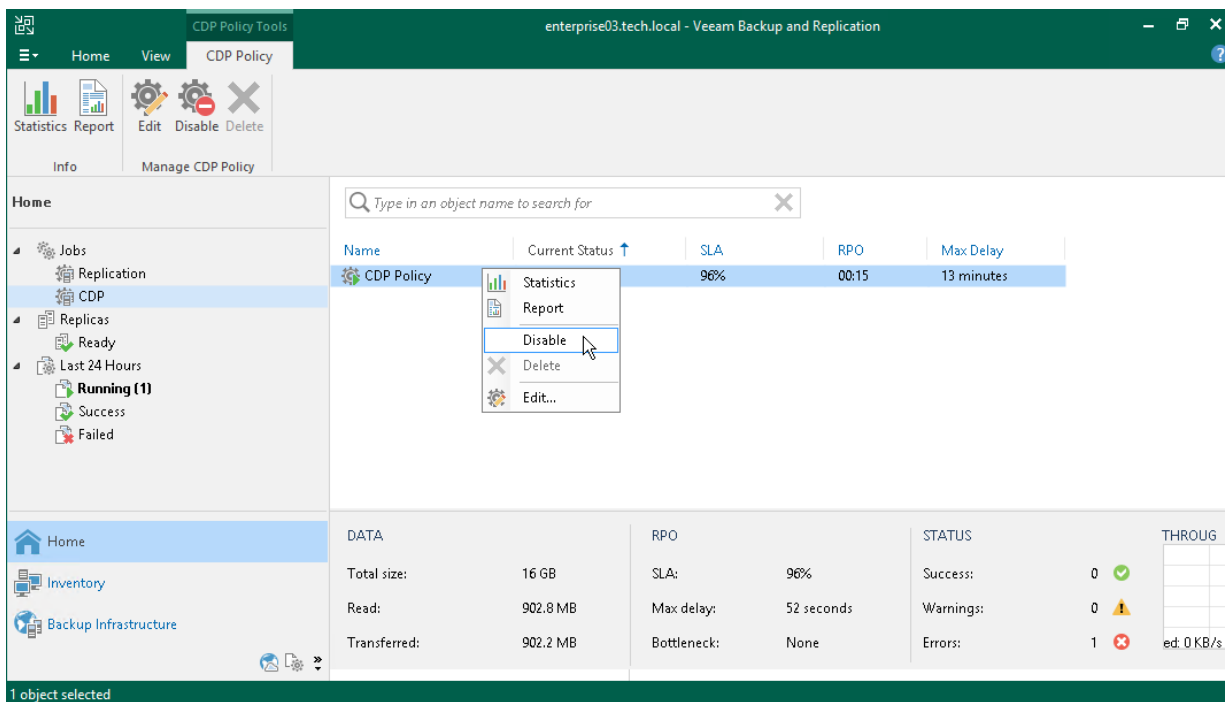 CDP Policy Tools
enterprise03.tech.local - Veeam Backup and Replication
Home View CDP Policy
Statistics Report Edit Disable Delete
Info Manage CDP Policy
Home
Type in an object name to search for
Jobs
Replication
CDP
Replicas
Ready
Last 24 Hours
Running (1)
Success
Failed
Name Current Status SLA RPO Max Delay
CDP Policy 96% 00:15 13 minutes
Statistics
Report
Disable
Delete
Edit...
Home
Inventory
Backup Infrastructure
DATA RPO STATUS THROUG
Total size: 16 GB SLA: 96% Success: 0
Read: 902.8 MB Max delay: 52 seconds Warnings: 0
Transferred: 902.2 MB Bottleneck: None Errors: 1 ed: 0 KB/s
1 object selected